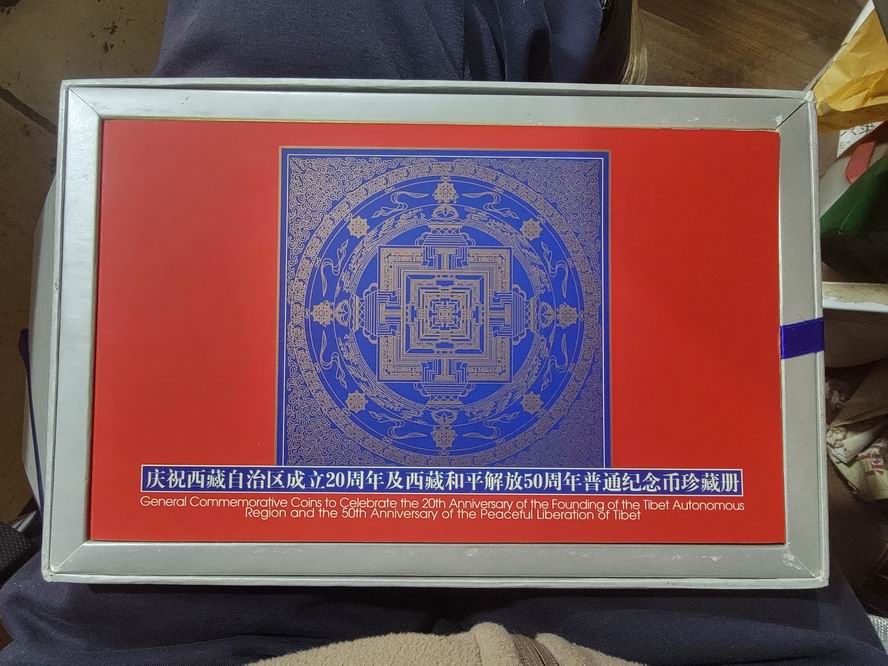 庆祝西藏自治区成立20周年及西藏和平解放50周年普通纪念币珍藏册
General Commemorative Coins to Celebrate the 20th Anniversary of the Founding of the Tibet Autonomous
Region and the 50th Anniversary of the Peaceful Liberation of Tibet